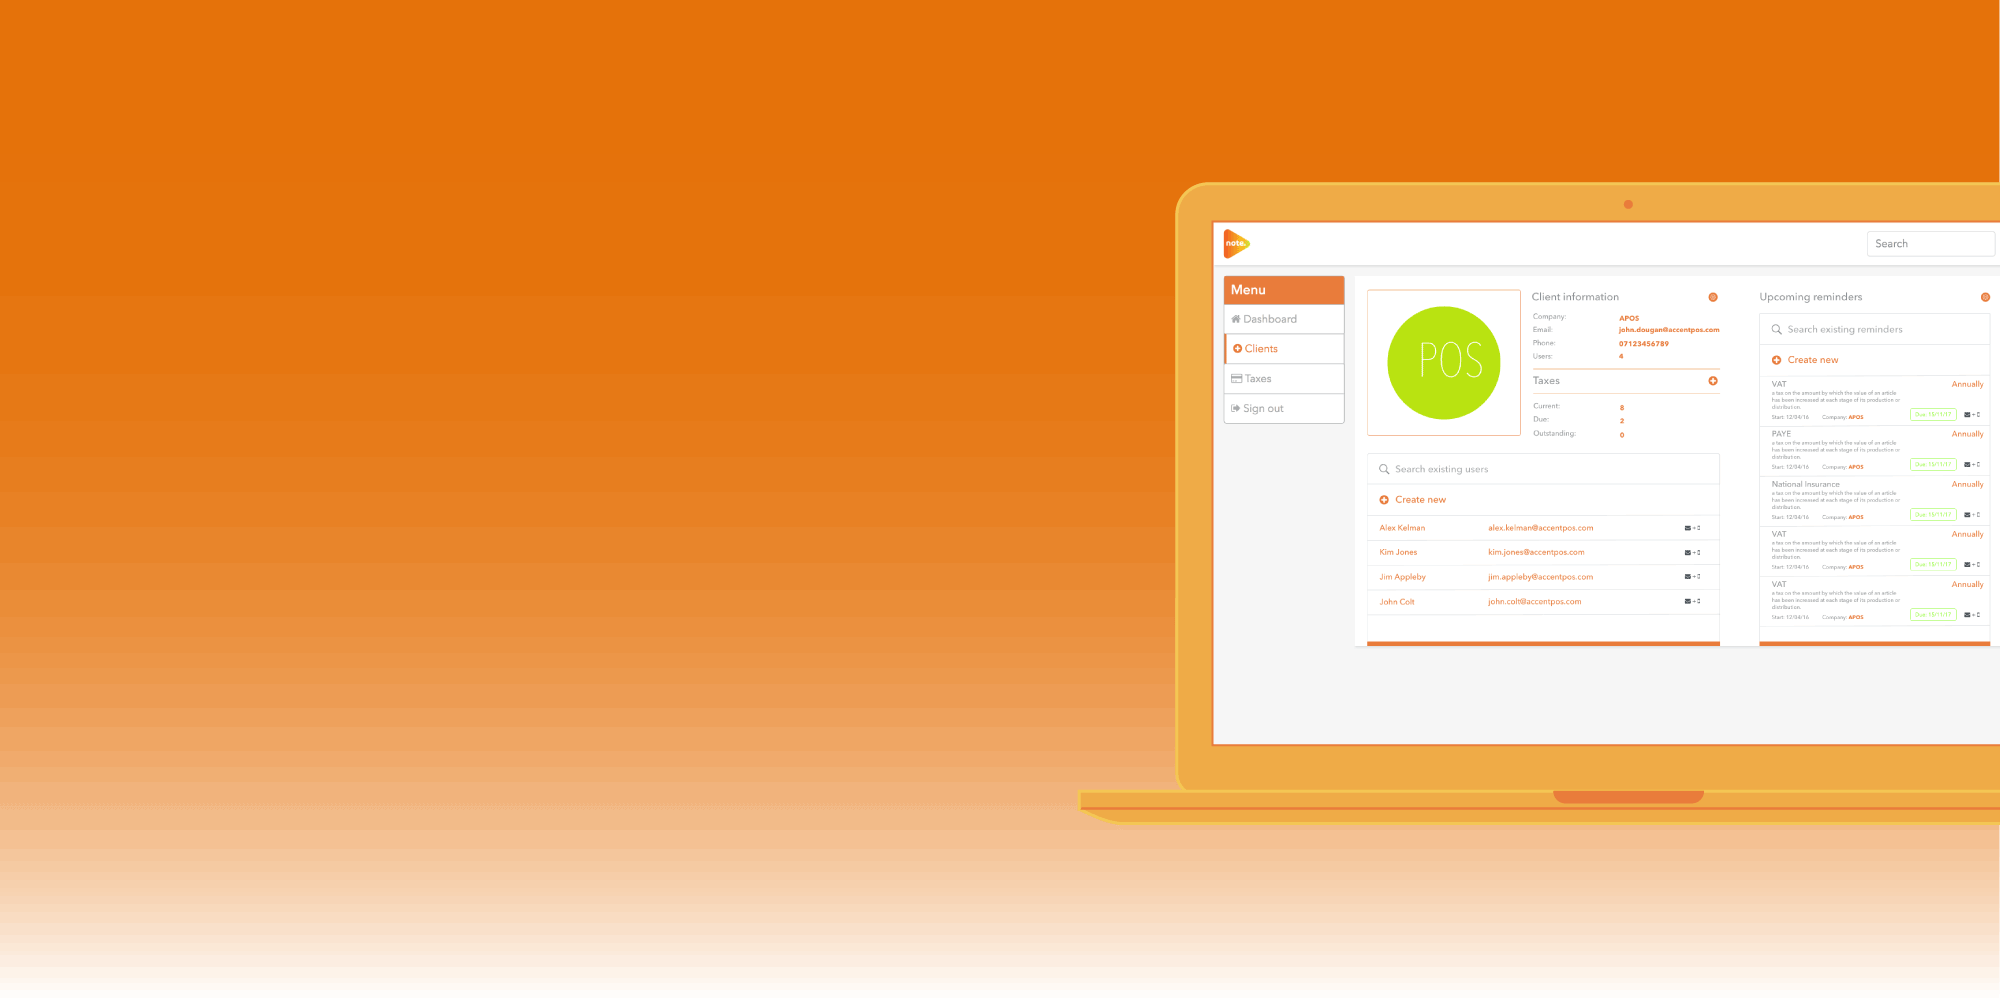 note.
Search
Menu
Dashboard
Clients
Taxes
Sign out
POS
Client information
Company: APOS
Email: john.dougan@accentpos.com
Phone: 07123456789
Users: 4
Taxes
Current: 8
Due: 2
Outstanding: 0
Search existing users
Create new
Alex Kelman alex.kelman@accentpos.com
Kim Jones kim.jones@accentpos.com
Jim Appleby jim.appleby@accentpos.com
John Colt john.colt@accentpos.com
Upcoming reminders
Search existing reminders
Create new
VAT Annually
a tax on the amount by which the value of an article
has been increased at each stage of its production or
distribution.
Start: 12/04/16 Company: APOS Due: 15/11/17
PAYE Annually
a tax on the amount by which the value of an article
has been increased at each stage of its production or
distribution.
Start: 12/04/16 Company: APOS Due: 15/11/17
National Insurance Annually
a tax on the amount by which the value of an article
has been increased at each stage of its production or
distribution.
Start: 12/04/16 Company: APOS Due: 15/11/17
VAT Annually
a tax on the amount by which the value of an article
has been increased at each stage of its production or
distribution.
Start: 12/04/16 Company: APOS Due: 15/11/17
VAT Annually
a tax on the amount by which the value of an article
has been increased at each stage of its production or
distribution.
Start: 12/04/16 Company: APOS Due: 15/11/17